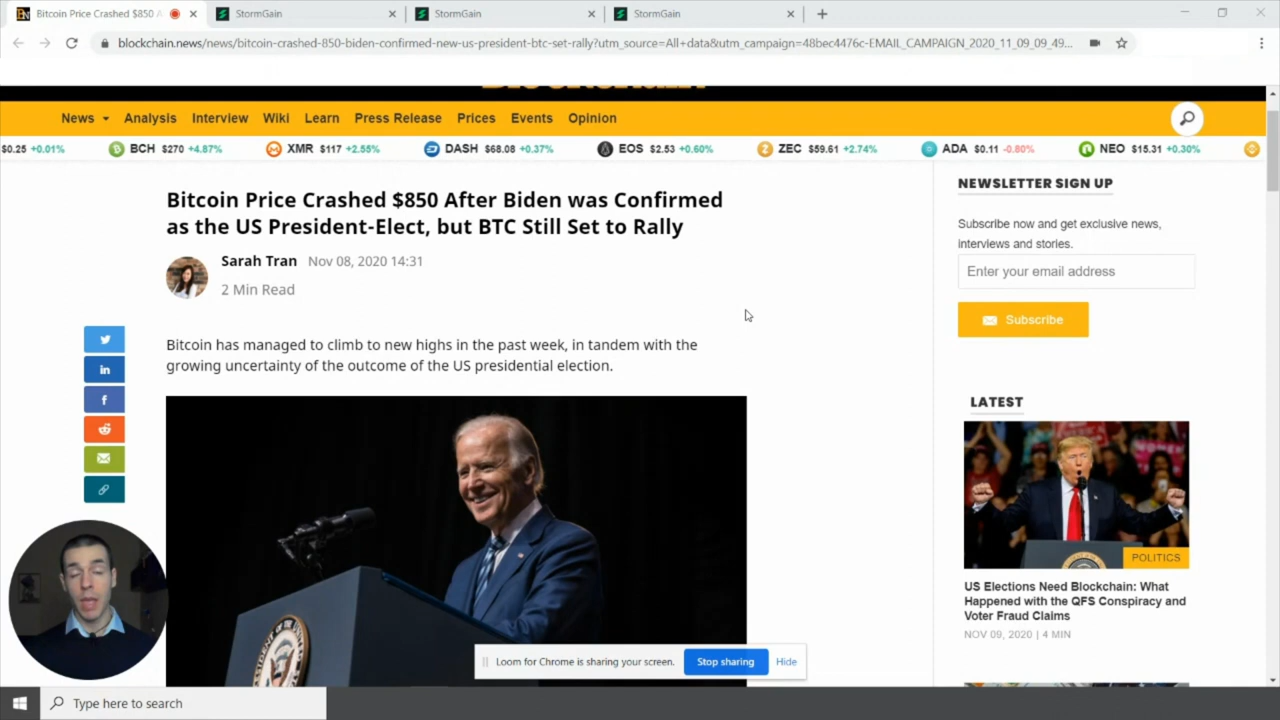 Bitcoin Price Crashed $850 A
StormGain
StormGain
StormGain
blockchain.news/news/bitcoin-crashed-850-biden-confirmed-new-us-president-btc-set-rally?utm_source=All+data&utm_campaign=48bec4476c-EMAIL_CAMPAIGN_2020_11_09_09_49...
News Analysis Interview Wiki Learn Press Release Prices Events Opinion
$0.25 +0.01% BCH $270 +4.87% XMR $117 +2.55% DASH $68.08 +0.37% EOS $2.53 +0.60% ZEC $59.61 +2.74% ADA $0.11 -0.80% NEO $15.31 +0.30%
Bitcoin Price Crashed $850 After Biden was Confirmed
as the US President-Elect, but BTC Still Set to Rally
Sarah Tran Nov 08, 2020 14:31
2 Min Read
Bitcoin has managed to climb to new highs in the past week, in tandem with the
growing uncertainty of the outcome of the US presidential election.
NEWSLETTER SIGN UP
Subscribe now and get exclusive news,
interviews and stories.
Enter your email address
Subscribe
LATEST
POLITICS
US Elections Need Blockchain: What
Happened with the QFS Conspiracy and
Voter Fraud Claims
NOV 09, 2020 | 4 MIN
Loom for Chrome is sharing your screen.
Stop sharing
Hide
Type here to search